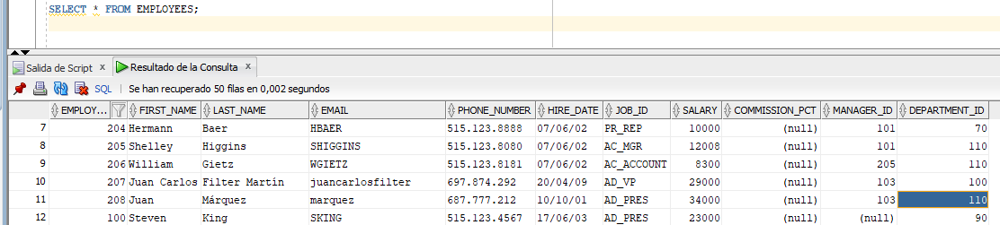 SELECT * FROM EMPLOYEES;
Salida de Script x Resultado de la Consulta x
SQL | Se han recuperado 50 filas en 0,002 segundos
EMPLOY... FIRST_NAME LAST_NAME EMAIL PHONE_NUMBER HIRE_DATE JOB_ID SALARY COMMISSION_PCT MANAGER_ID DEPARTMENT_ID
7 204 Hermann Baer HBAER 515.123.8888 07/06/02 PR_REP 10000 (null) 101 70
8 205 Shelley Higgins SHIGGINS 515.123.8080 07/06/02 AC_MGR 12008 (null) 101 110
9 206 William Gietz WGIETZ 515.123.8181 07/06/02 AC_ACCOUNT 8300 (null) 205 110
10 207 Juan Carlos Filter Martín juancarlosfilter 697.874.292 20/04/09 AD_VP 29000 (null) 103 100
11 208 Juan Márquez marquez 687.777.212 10/10/01 AD_PRES 34000 (null) 103 110
12 100 Steven King SKING 515.123.4567 17/06/03 AD_PRES 23000 (null) (null) 90